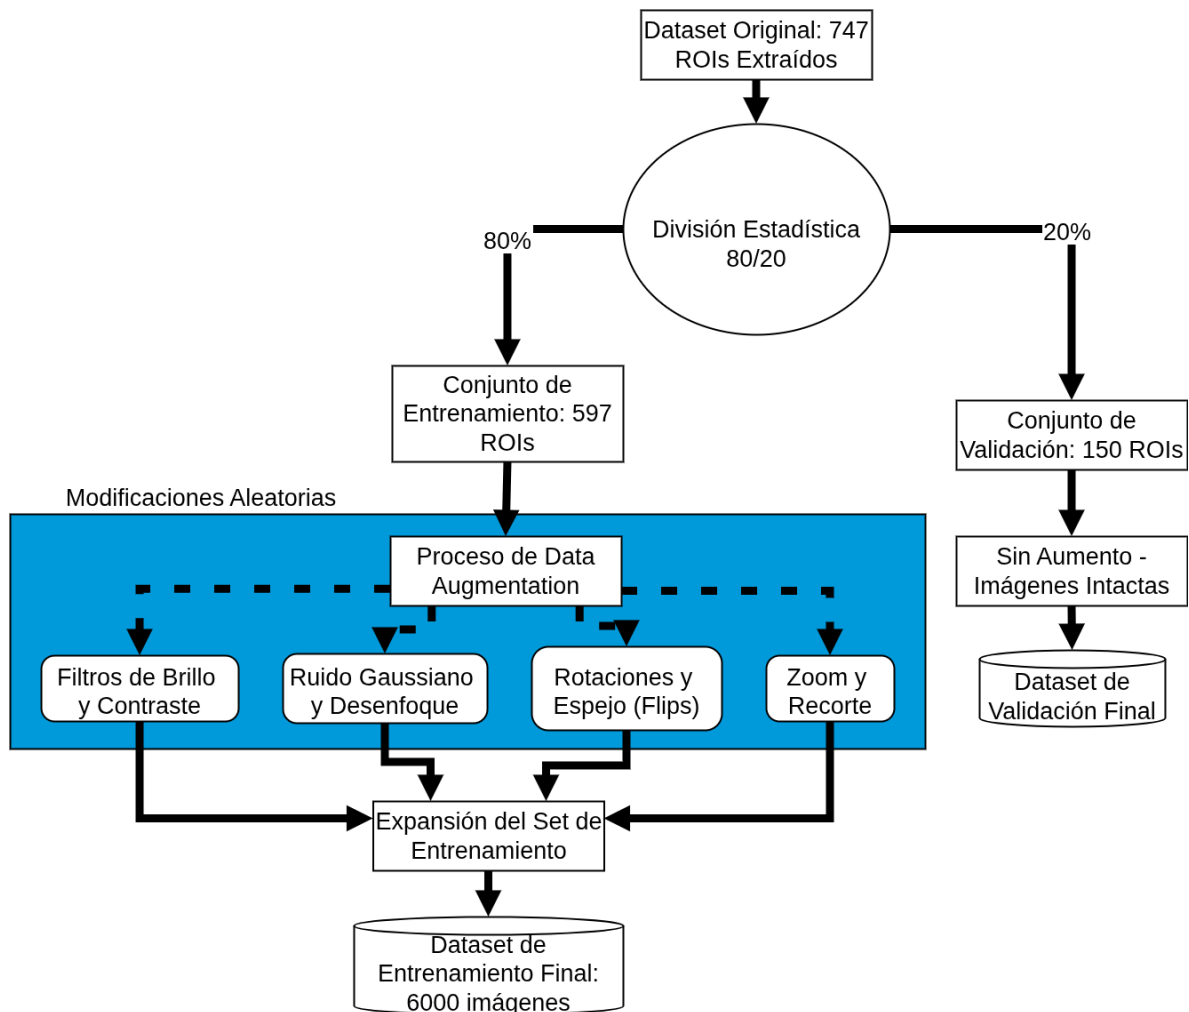 Dataset Original: 747
ROIs Extraídos
División Estadística
80/20
80%
20%
Conjunto de
Entrenamiento: 597
ROIs
Conjunto de
Validación: 150 ROIs
Modificaciones Aleatorias
Proceso de Data
Augmentation
Sin Aumento -
Imágenes Intactas
Filtros de Brillo
y Contraste
Ruido Gaussiano
y Desenfoque
Rotaciones y
Espejo (Flips)
Zoom y
Recorte
Dataset de
Validación Final
Expansión del Set de
Entrenamiento
Dataset de
Entrenamiento Final:
6000 imágenes